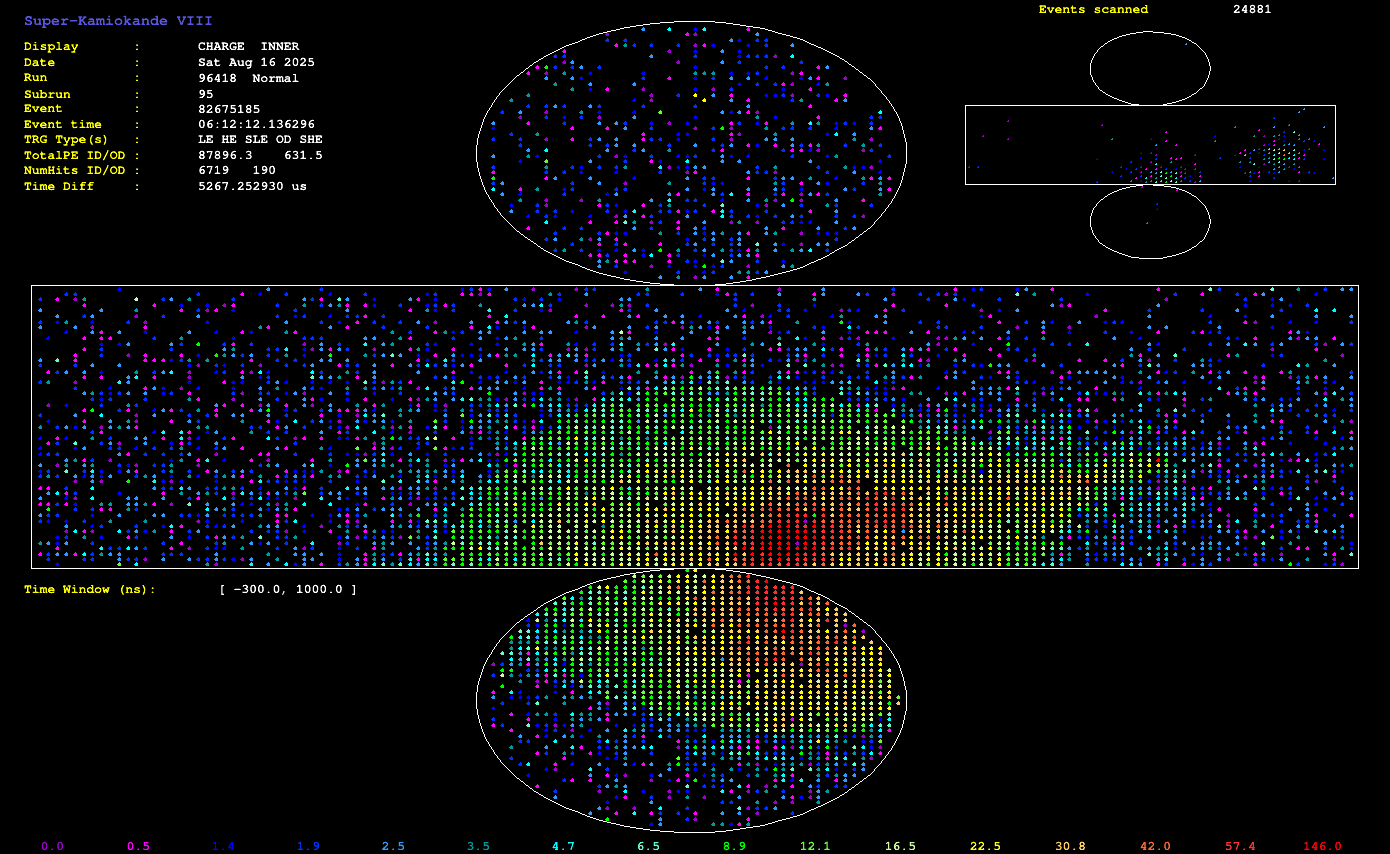 Super-Kamiokande VIII
Events scanned 24881
Display : CHARGE INNER
Date : Sat Aug 16 2025
Run : 96418 Normal
Subrun : 95
Event : 82675185
Event time : 06:12:12.136296
TRG Type(s) : LE HE SLE OD SHE
TotalPE ID/OD : 87896.3 631.5
NumHits ID/OD : 6719 190
Time Diff : 5267.252930 us
Time Window (ns): [ -300.0, 1000.0 ]
0.0 0.5 1.4 1.9 2.5 3.5 4.7 6.5 8.9 12.1 16.5 22.5 30.8 42.0 57.4 146.0